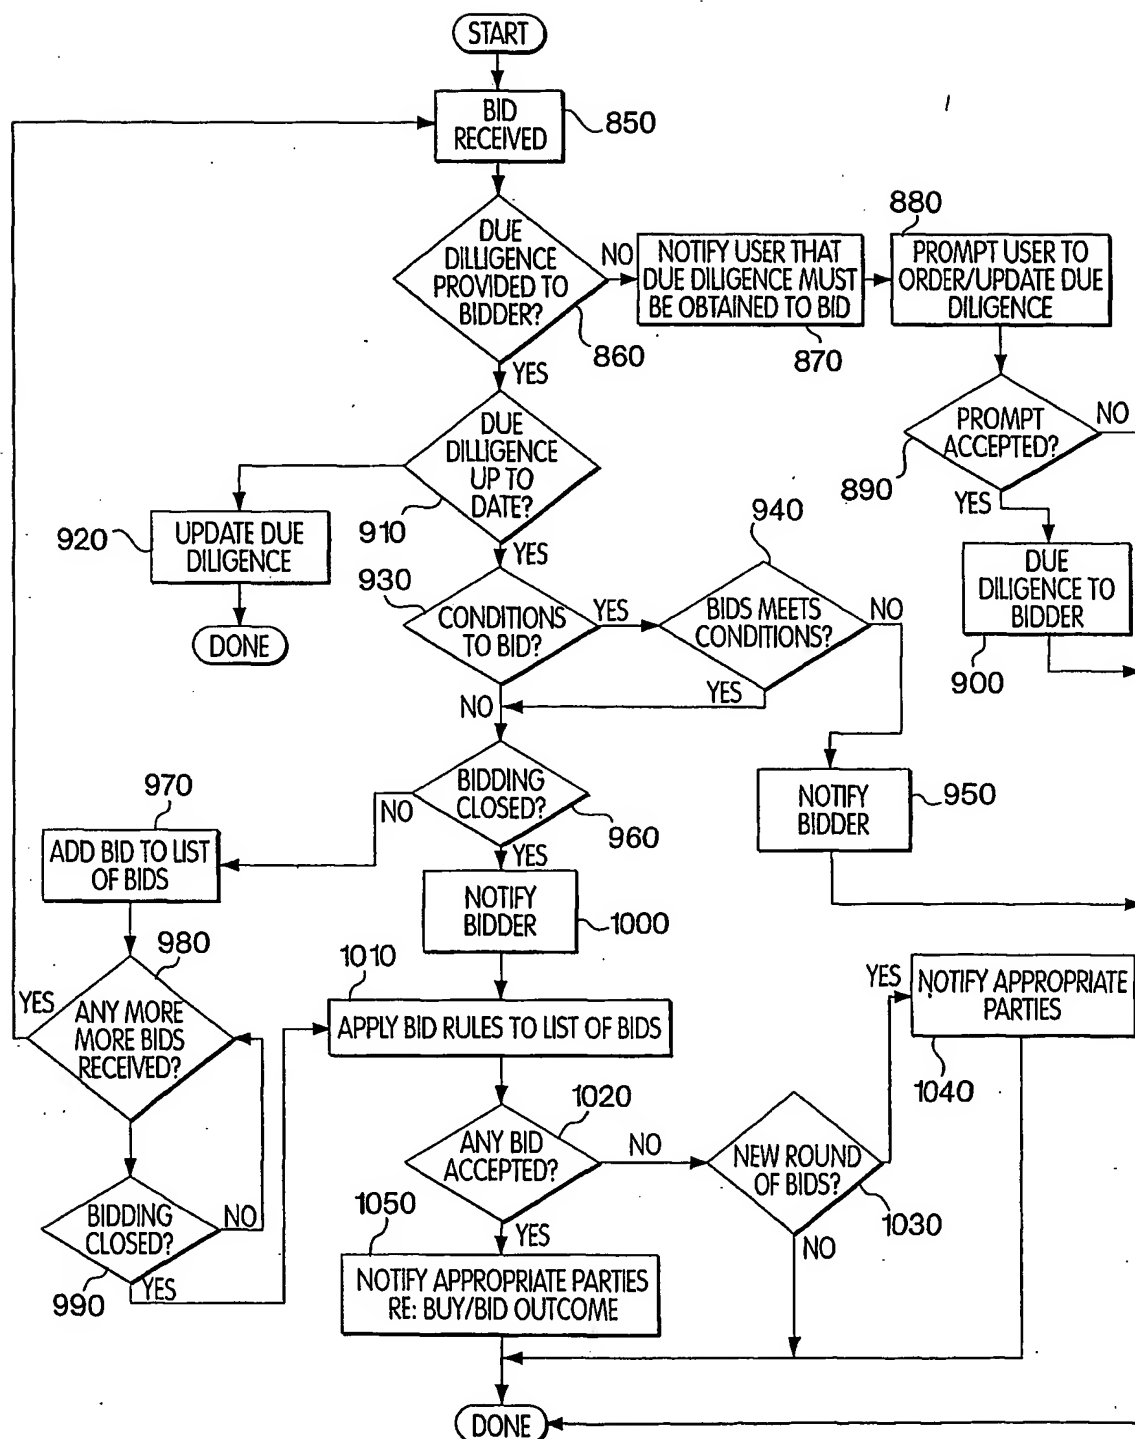 START
BID
RECEIVED
850
DUE
DILLIGENCE
PROVIDED TO
BIDDER?
860
NO
NOTIFY USER THAT
DUE DILIGENCE MUST
BE OBTAINED TO BID
870
880
PROMPT USER TO
ORDER/UPDATE DUE
DILIGENCE
YES
PROMPT
ACCEPTED?
890
NO
YES
DUE
DILIGENCE TO
BIDDER
900
DUE
DILLIGENCE
UP TO
DATE?
910
920
UPDATE DUE
DILIGENCE
DONE
YES
930
CONDITIONS
TO BID?
YES
940
BIDS MEETS
CONDITIONS?
NO
YES
NO
NOTIFY
BIDDER
950
BIDDING
CLOSED?
960
NO
YES
970
ADD BID TO LIST
OF BIDS
NOTIFY
BIDDER
1000
980
YES
ANY MORE
MORE BIDS
RECEIVED?
1010
APPLY BID RULES TO LIST OF BIDS
YES
NOTIFY APPROPRIATE
PARTIES
1040
1020
ANY BID
ACCEPTED?
NO
NEW ROUND
OF BIDS?
1030
NO
BIDDING
CLOSED?
NO
990
YES
1050
YES
NOTIFY APPROPRIATE PARTIES
RE: BUY/BID OUTCOME
DONE